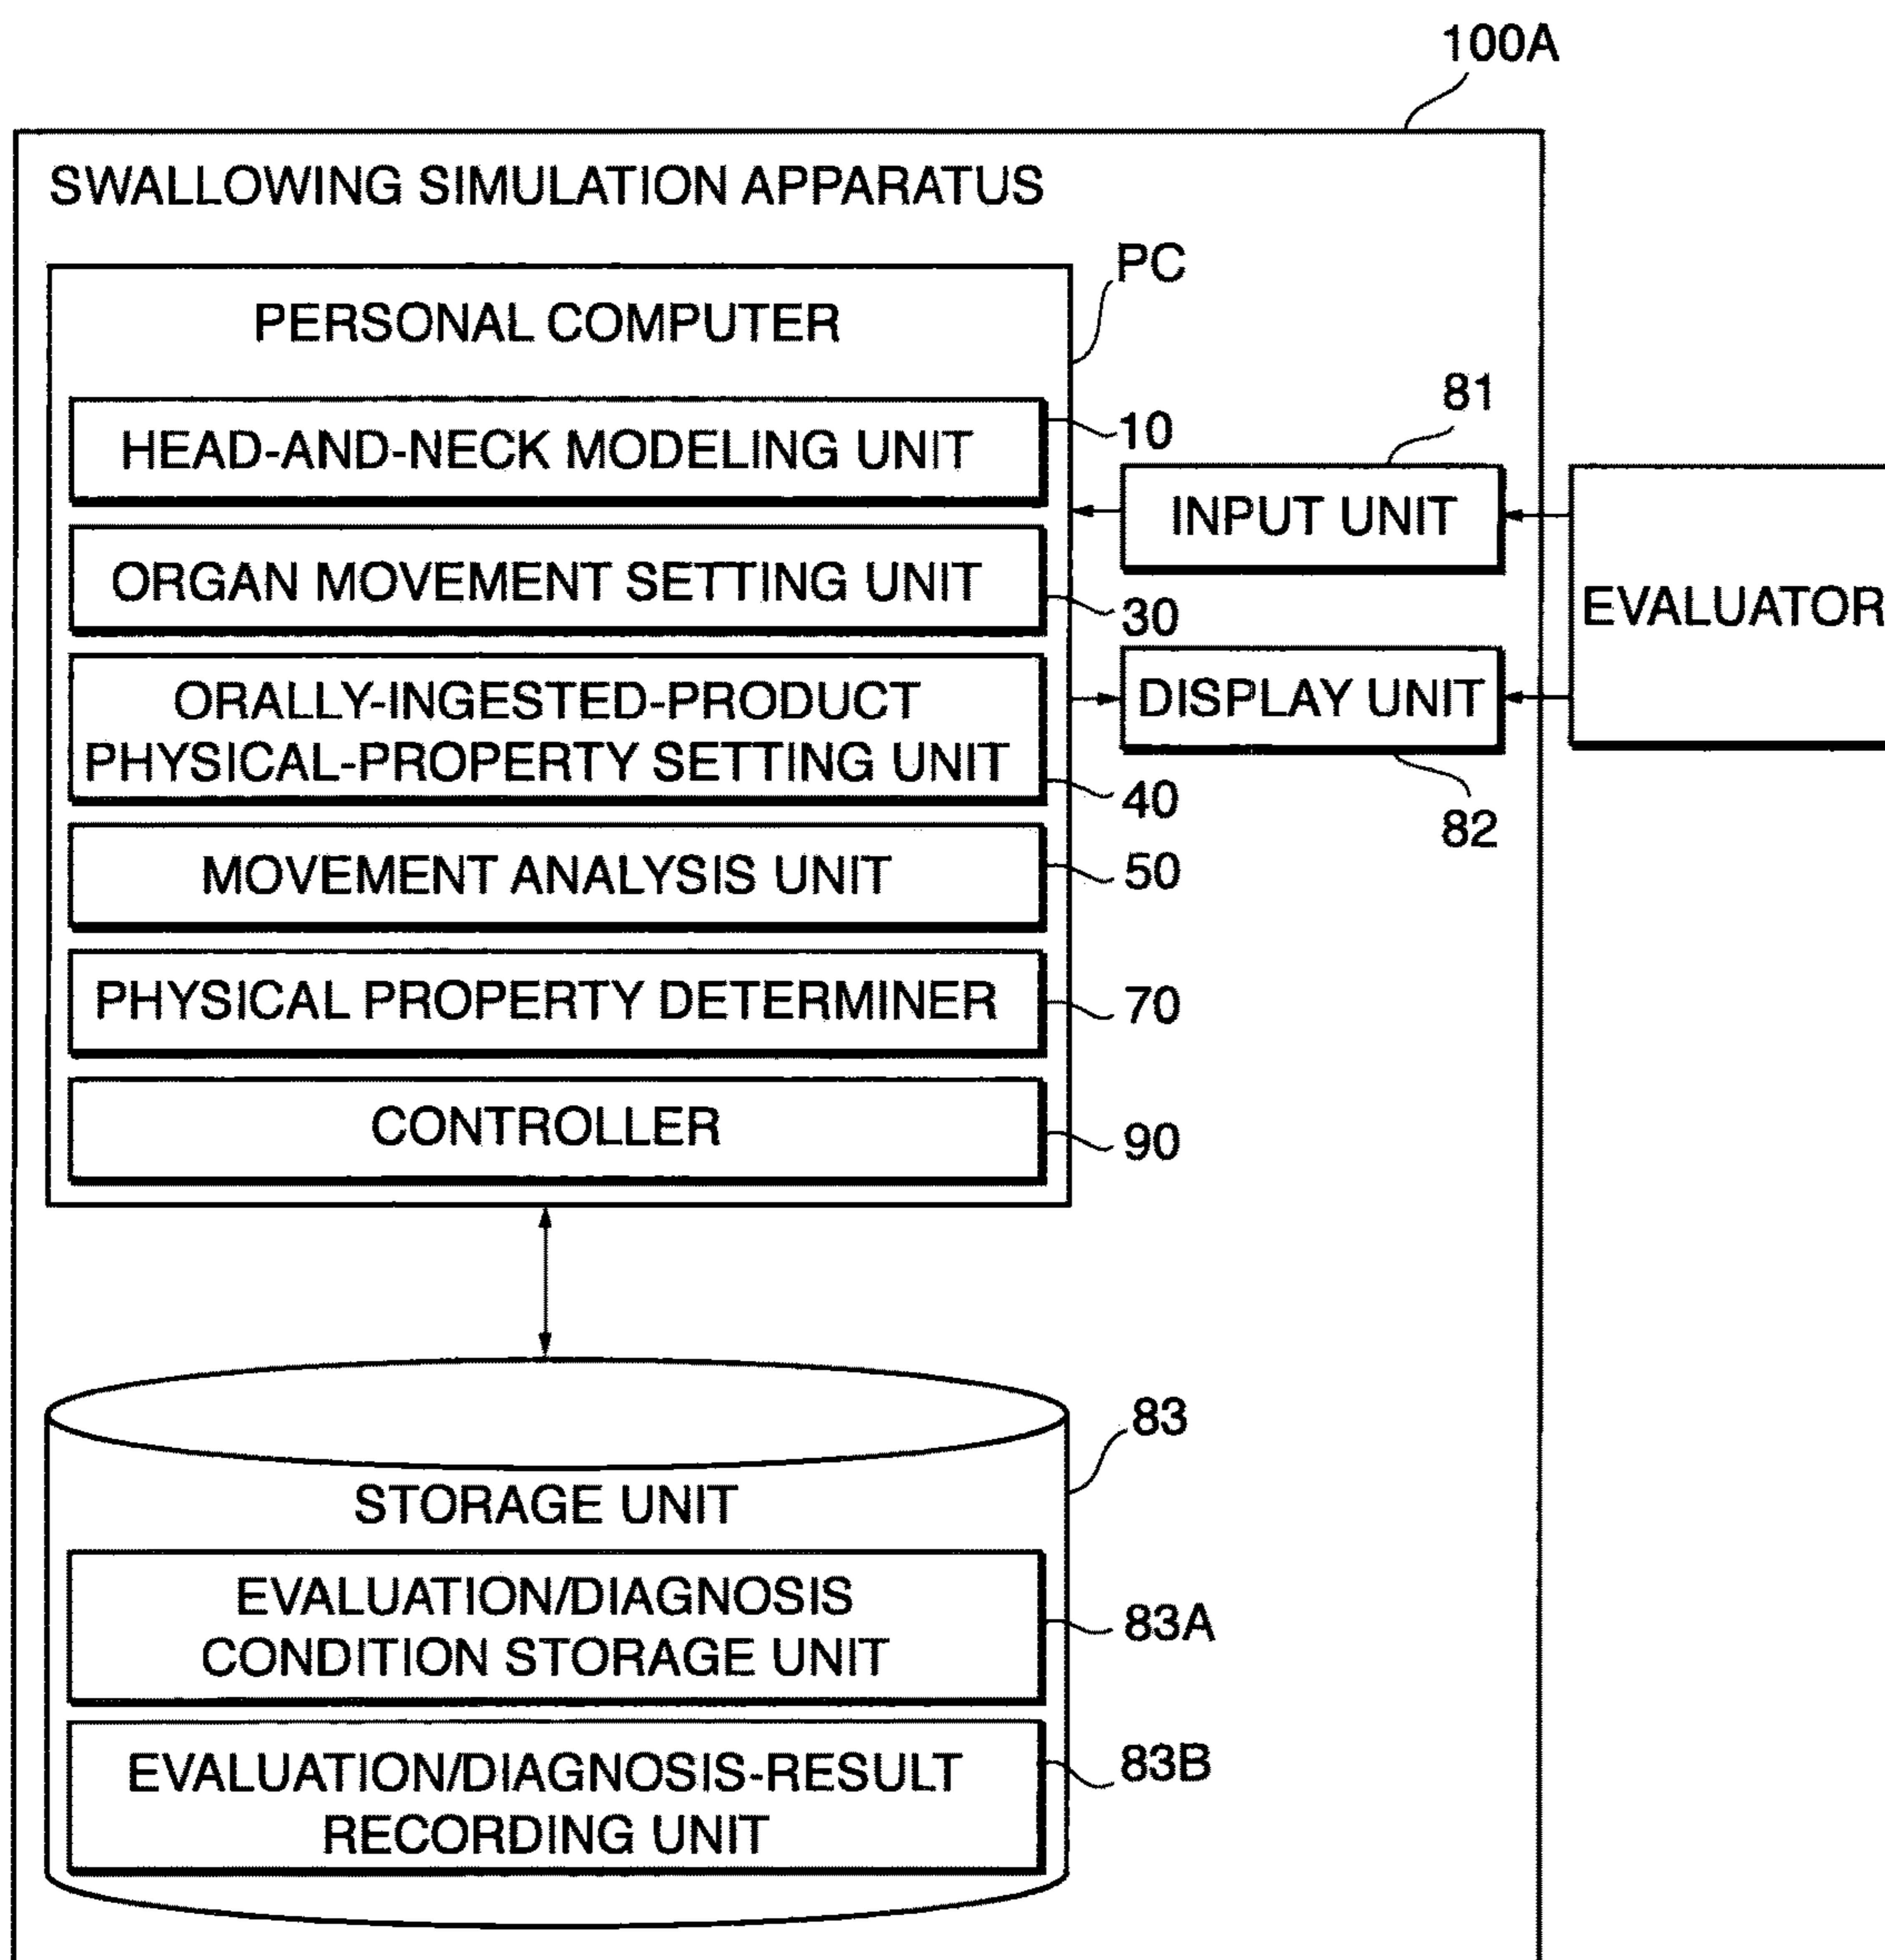 100A
SWALLOWING SIMULATION APPARATUS
PC
PERSONAL COMPUTER
HEAD-AND-NECK MODELING UNIT
10
ORGAN MOVEMENT SETTING UNIT
30
ORALLY-INGESTED-PRODUCT
PHYSICAL-PROPERTY SETTING UNIT
40
MOVEMENT ANALYSIS UNIT
50
PHYSICAL PROPERTY DETERMINER
70
CONTROLLER
90
81
INPUT UNIT
DISPLAY UNIT
82
EVALUATOR
83
STORAGE UNIT
EVALUATION/DIAGNOSIS
CONDITION STORAGE UNIT
83A
EVALUATION/DIAGNOSIS-RESULT
RECORDING UNIT
83B